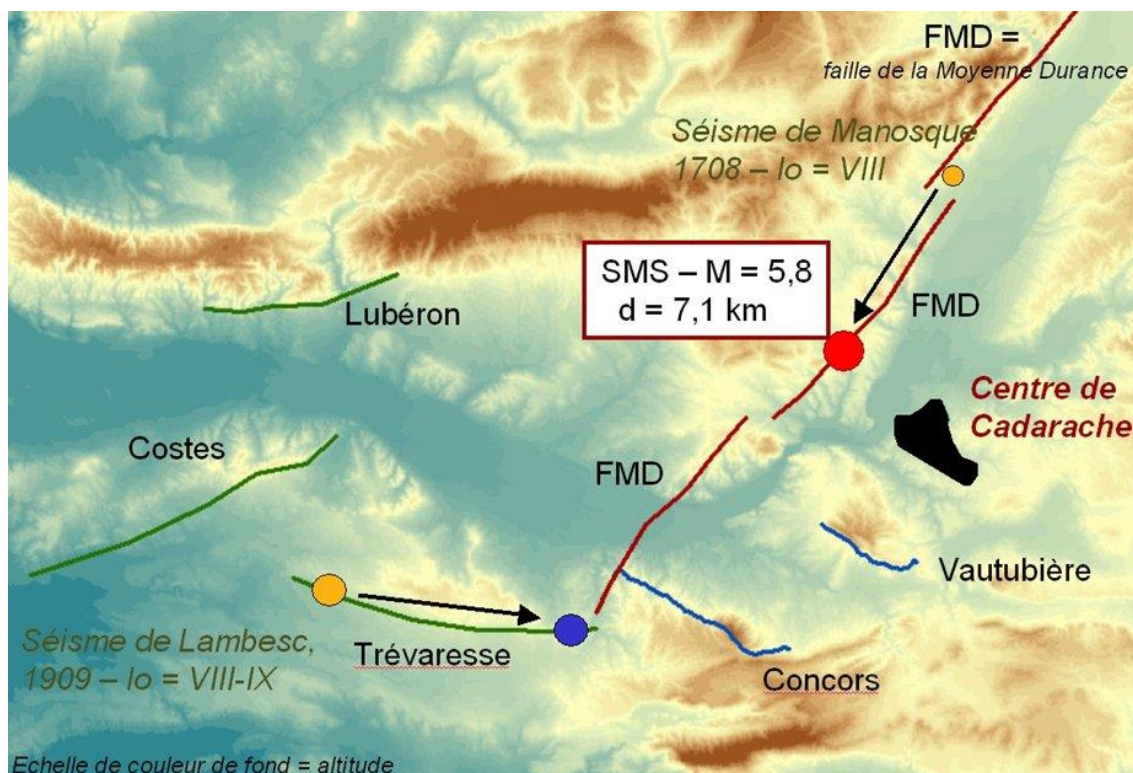 FMD =
faille de la Moyenne Durance
Séisme de Manosque
1708 – Io = VIII
SMS – M = 5,8
d = 7,1 km
Lubéron
FMD
Centre de
Cadarache
Costes
FMD
Vautubière
Séisme de Lambesc,
1909 – Io = VIII-IX
Trévaresse
Concors
Echelle de couleur de fond = altitude